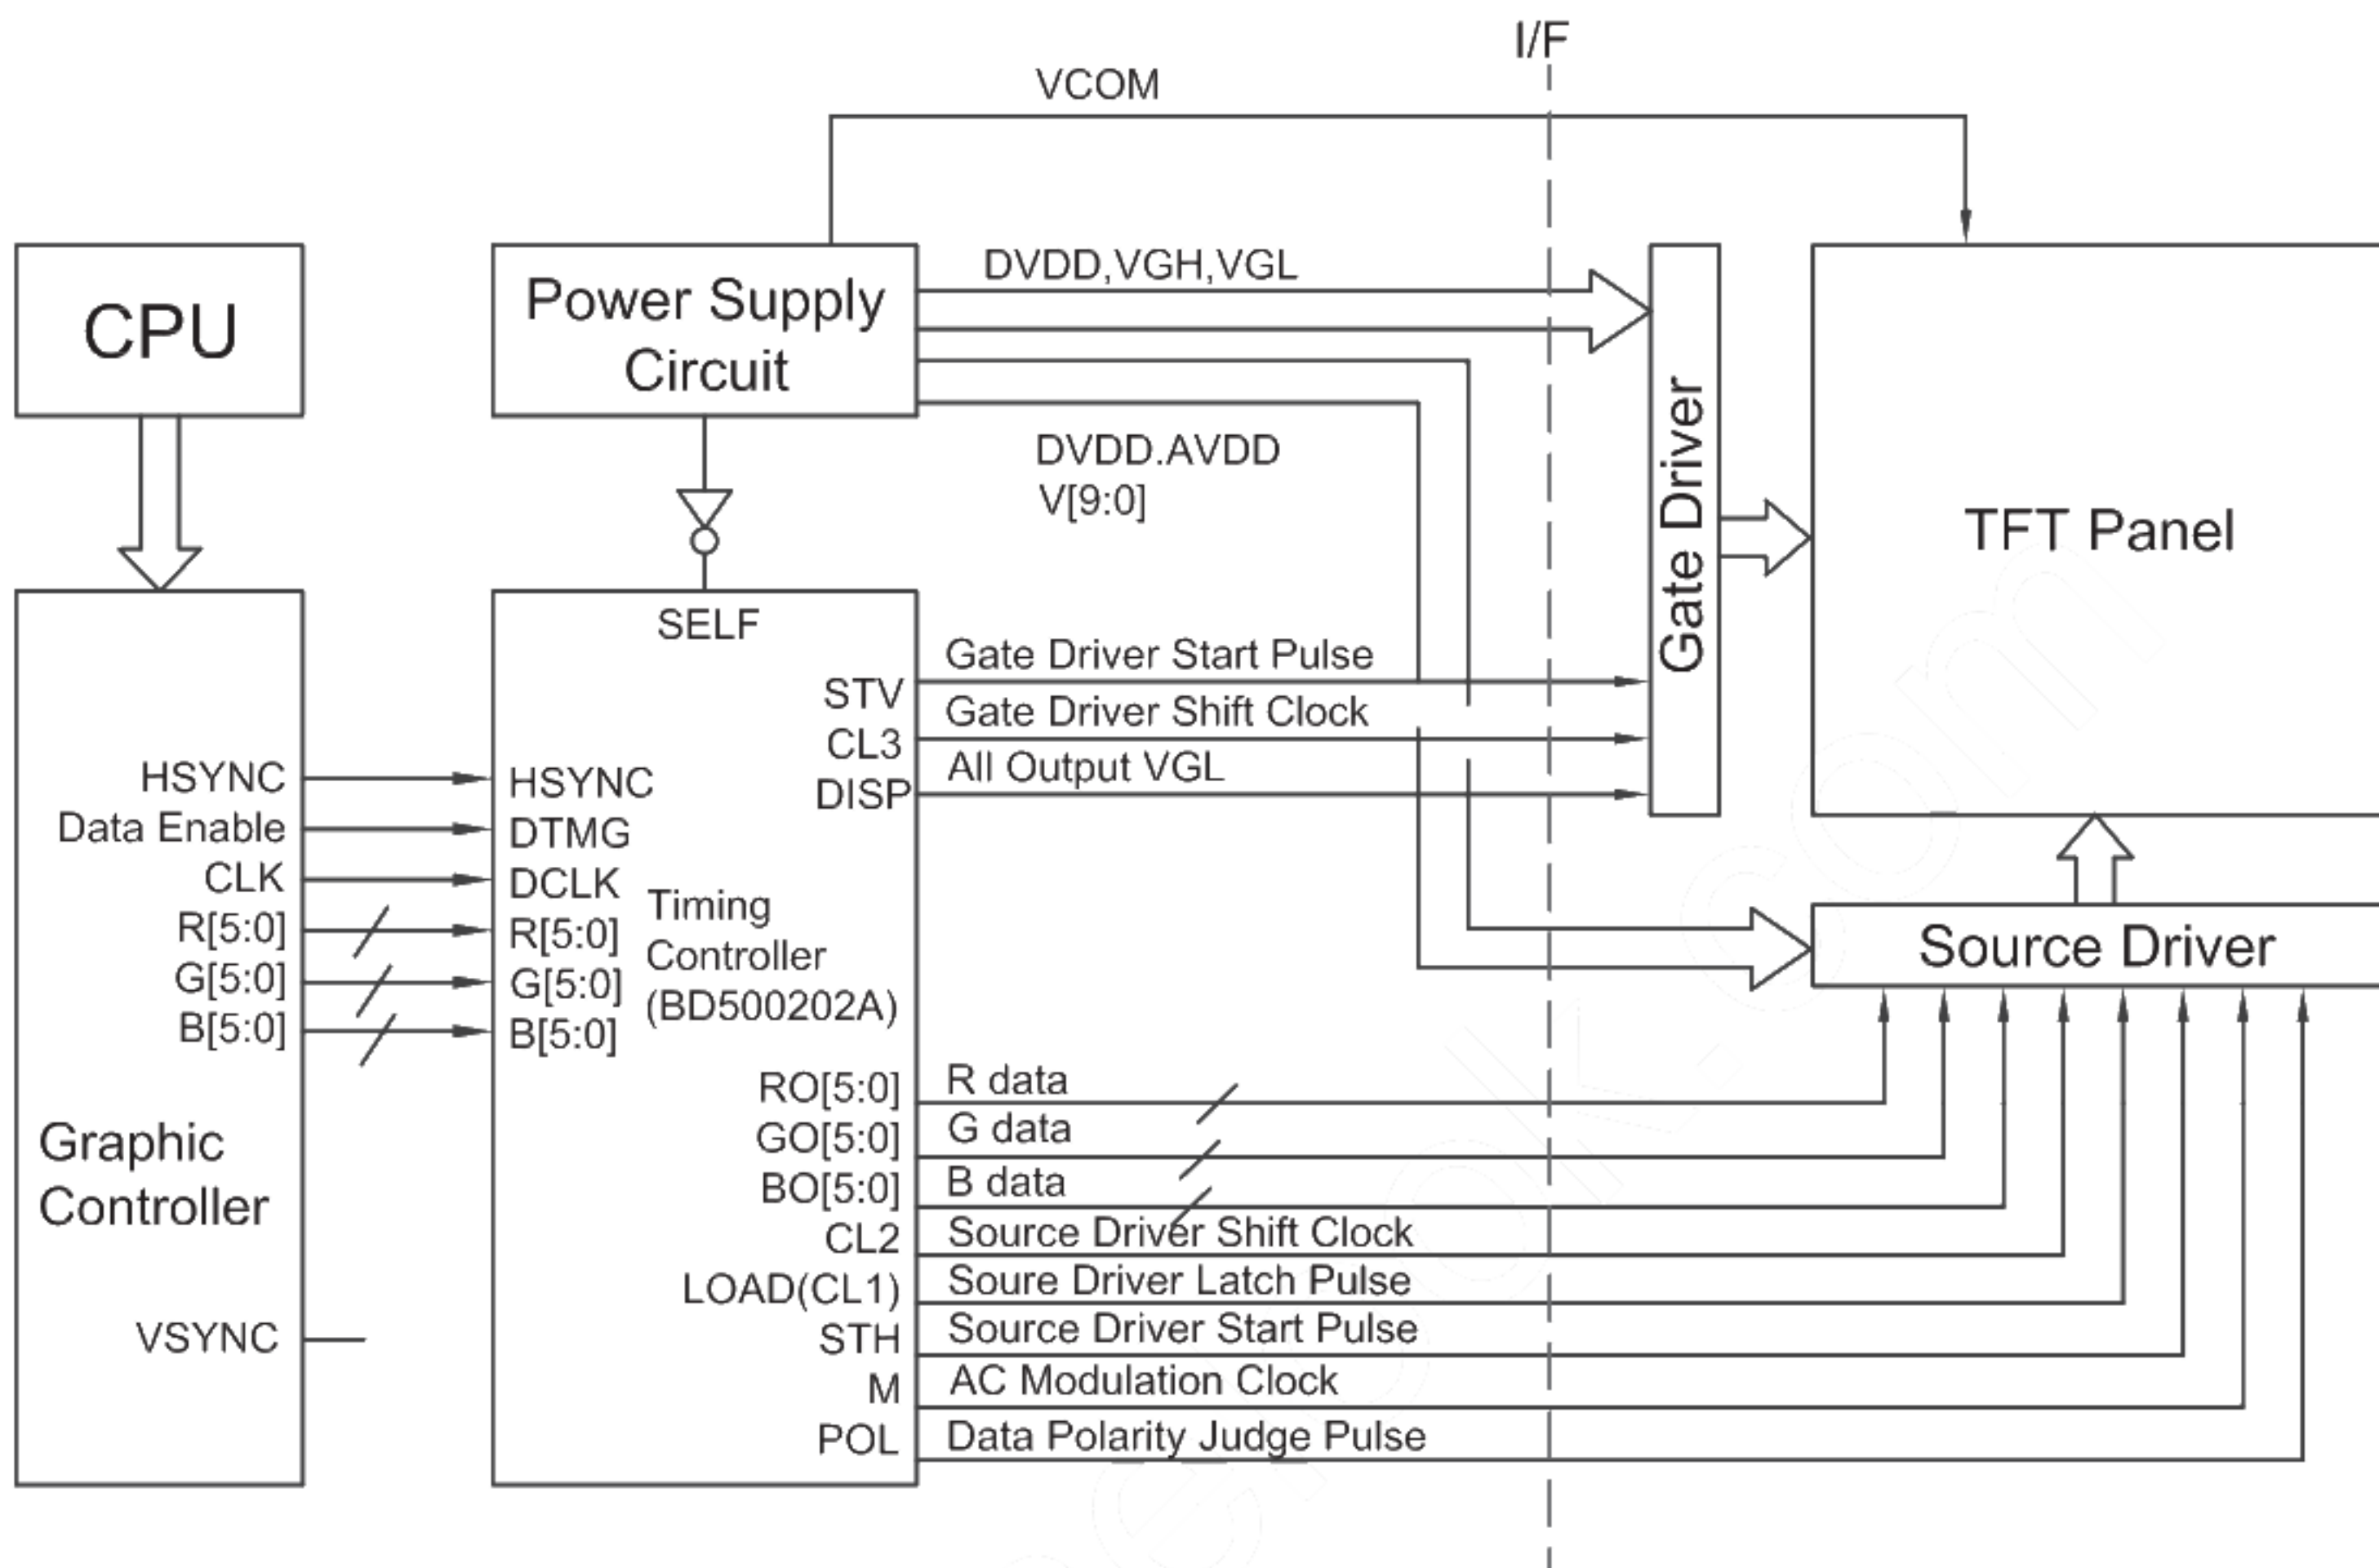 I/F
VCOM
CPU
Power Supply
Circuit
DVDD,VGH,VGL
DVDD.AVDD
V[9:0]
Gate Driver
TFT Panel
SELF
STV
Gate Driver Start Pulse
CL3
Gate Driver Shift Clock
DISP
All Output VGL
HSYNC
Data Enable
CLK
R[5:0]
G[5:0]
B[5:0]
Graphic
Controller
VSYNC
HSYNC
DTMG
DCLK
R[5:0]
G[5:0]
B[5:0]
Timing
Controller
(BD500202A)
Source Driver
RO[5:0]
R data
GO[5:0]
G data
BO[5:0]
B data
CL2
Source Driver Shift Clock
LOAD(CL1)
Soure Driver Latch Pulse
STH
Source Driver Start Pulse
M
AC Modulation Clock
POL
Data Polarity Judge Pulse